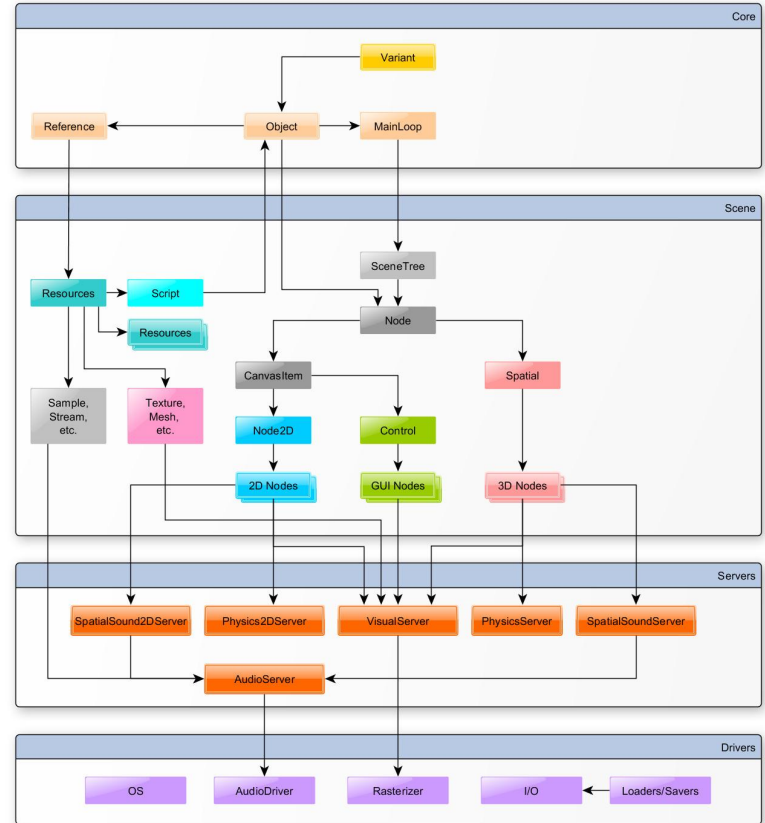 Core
Variant
Reference
Object
MainLoop
Scene
SceneTree
Resources
Script
Node
Resources
CanvasItem
Spatial
Sample,
Stream,
etc.
Texture,
Mesh,
etc.
Node2D
Control
2D Nodes
GUI Nodes
3D Nodes
Servers
SpatialSound2DServer
Physics2DServer
VisualServer
PhysicsServer
SpatialSoundServer
AudioServer
Drivers
OS
AudioDriver
Rasterizer
I/O
Loaders/Savers